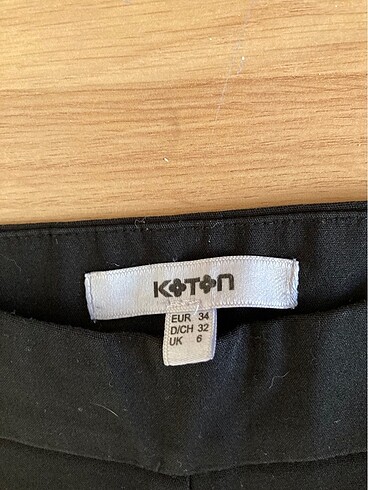 KOTON
EUR 34
D/CH 32
UK 6